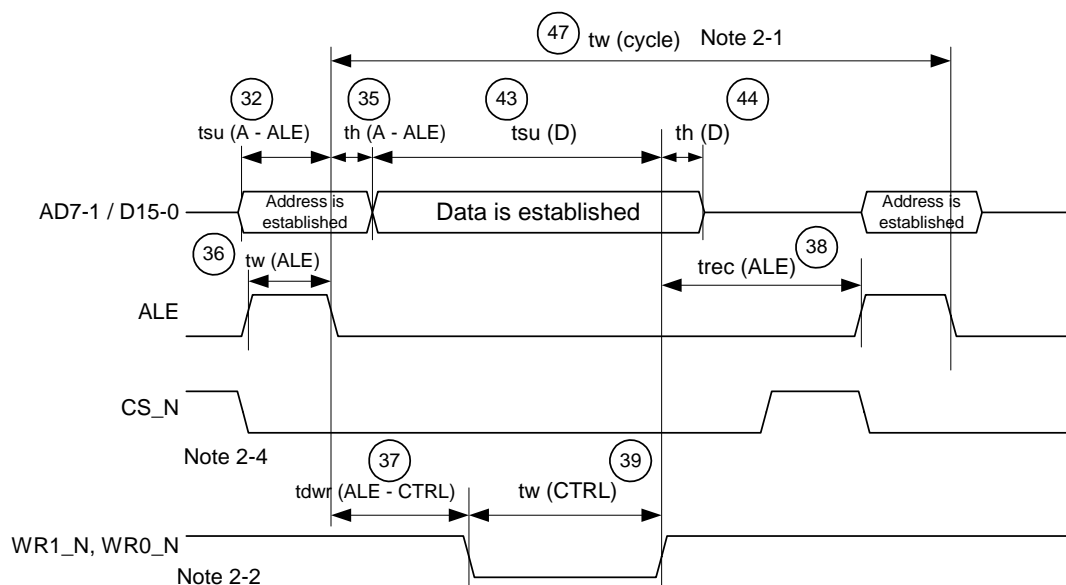 47 tw (cycle) Note 2-1
32 35 43 44
tsu (A - ALE) th (A - ALE) tsu (D) th (D)
AD7-1 / D15-0
Address is
established
Data is established
Address is
established
36 tw (ALE)
trec (ALE) 38
ALE
CS_N
Note 2-4
37 39
tdwr (ALE - CTRL) tw (CTRL)
WR1_N, WR0_N
Note 2-2